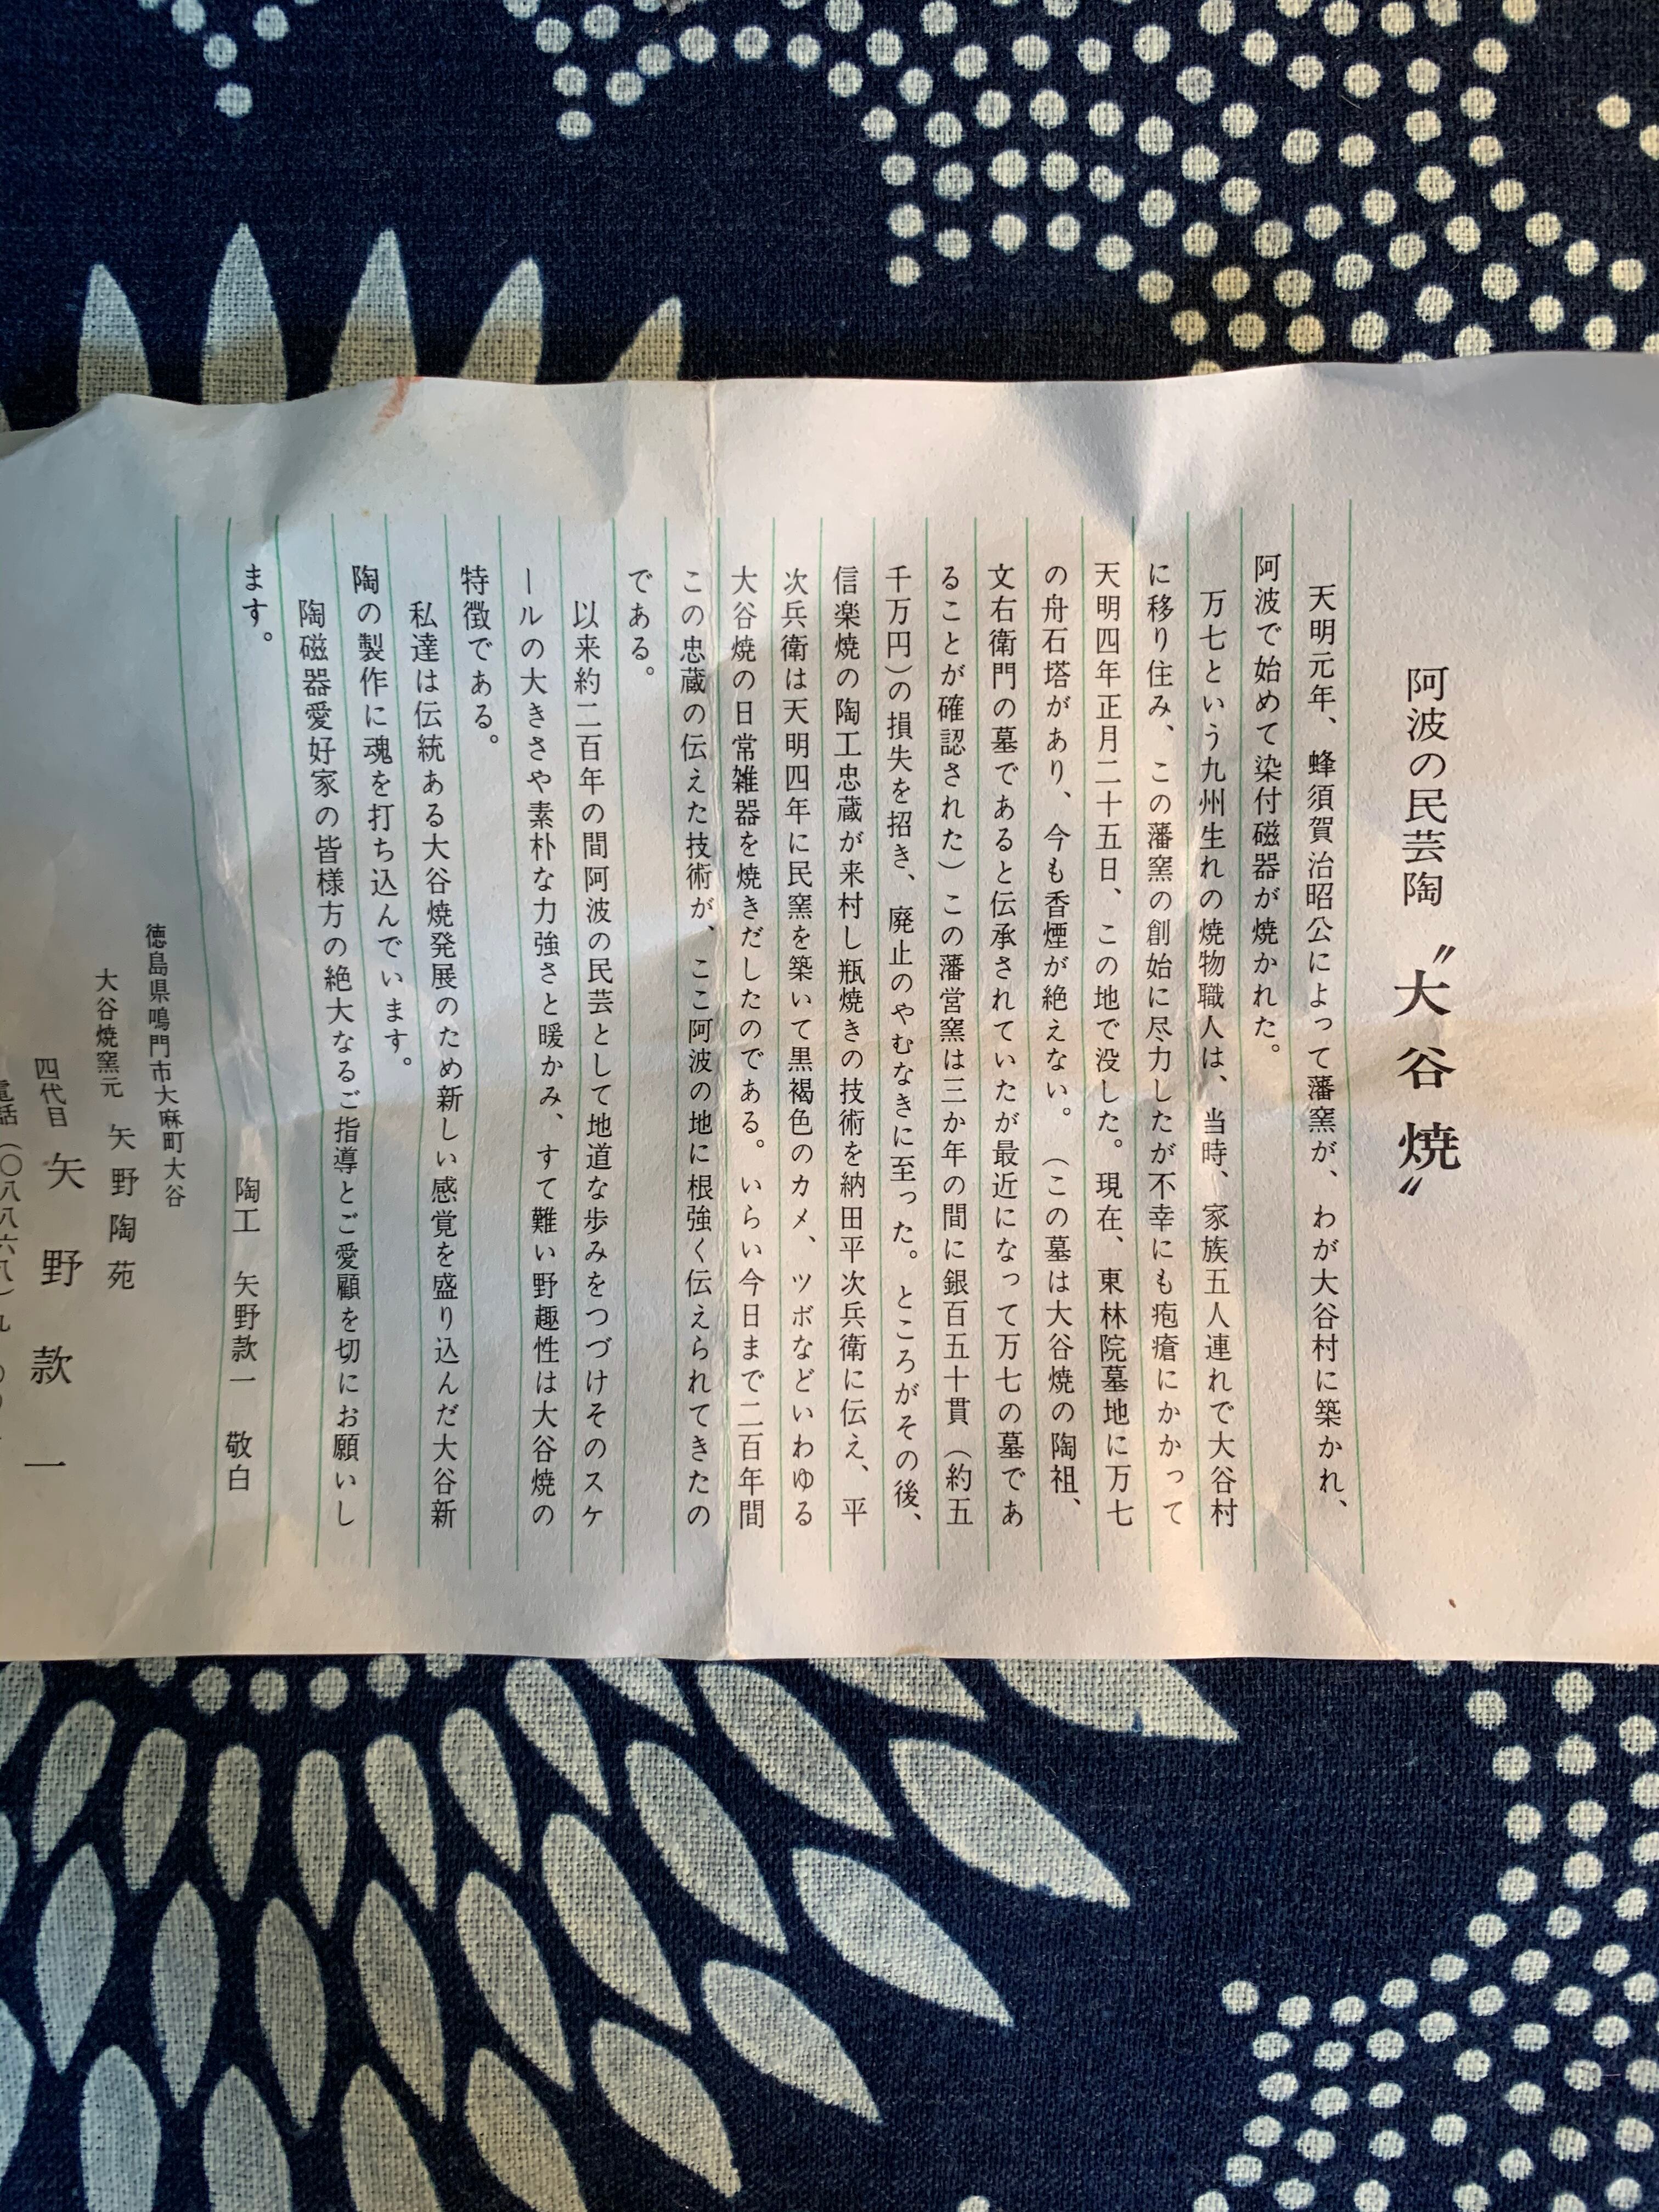 阿波の民芸陶〝大谷焼〟
天明元年、蜂須賀治昭公によって藩窯が、わが大谷村に築かれ、
阿波で始めて染付磁器が焼かれた。
万七という九州生れの焼物職人は、当時、家族五人連れで大谷村
に移り住み、この藩窯の創始に尽力したが不幸にも疱瘡にかかって
天明四年正月二十五日、この地で没した。現在、東林院墓地に万七
の舟石塔があり、今も香煙が絶えない。（この墓は大谷焼の陶祖、
文右衛門の墓であると伝承されていたが最近になって万七の墓であ
ることが確認された）この藩営窯は三か年の間に銀百五十貫（約五
千万円）の損失を招き、廃止のやむなきに至った。ところがその後、
信楽焼の陶工忠蔵が来村し瓶焼きの技術を納田平次兵衛に伝え、平
次兵衛は天明四年に民窯を築いて黒褐色のカメ、ツボなどいわゆる
大谷焼の日常雑器を焼きだしたのである。いらい今日まで二百年間
この忠蔵の伝えた技術が、ここ阿波の地に根強く伝えられてきたの
である。
以来約二百年の間阿波の民芸として地道な歩みをつづけそのスケ
ールの大きさや素朴な力強さと暖かみ、すて難い野趣性は大谷焼の
特徴である。
私達は伝統ある大谷焼発展のため新しい感覚を盛り込んだ大谷新
陶の製作に魂を打ち込んでいます。
陶磁器愛好家の皆様方の絶大なるご指導とご愛顧を切にお願いし
ます。
陶工　矢野款一　敬白
徳島県鳴門市大麻町大谷
大谷焼窯元　矢野陶苑
四代目　矢野款一
電話（〇八八六八）九